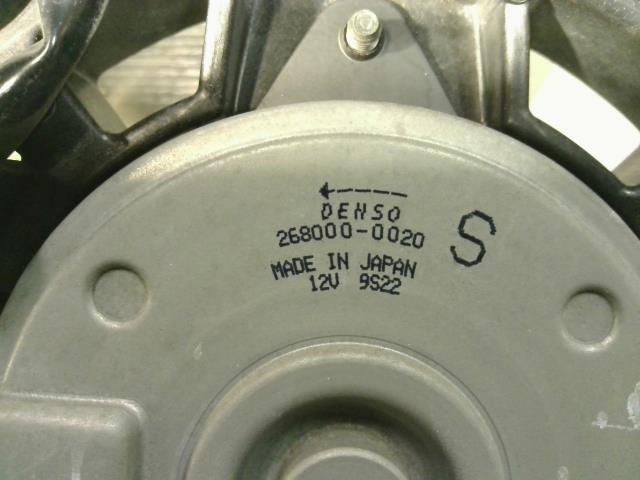 DENSO
268000-0020
S
MADE IN JAPAN
12V 9S22